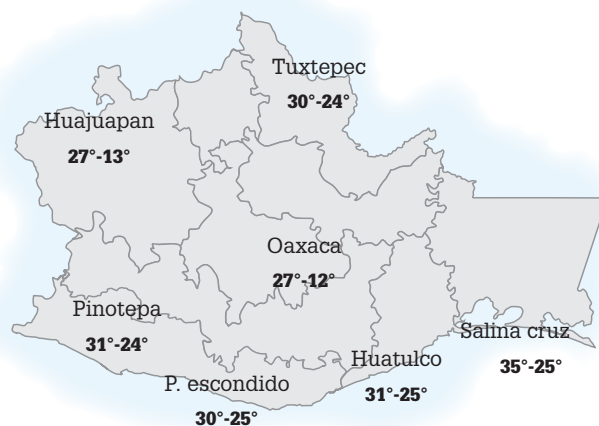 Tuxtepec
30°-24°
Huajuapan
27°-13°
Oaxaca
27°-12°
Pinotepa
31°-24°
Salina cruz
35°-25°
Huatulco
31°-25°
P. escondido
30°-25°